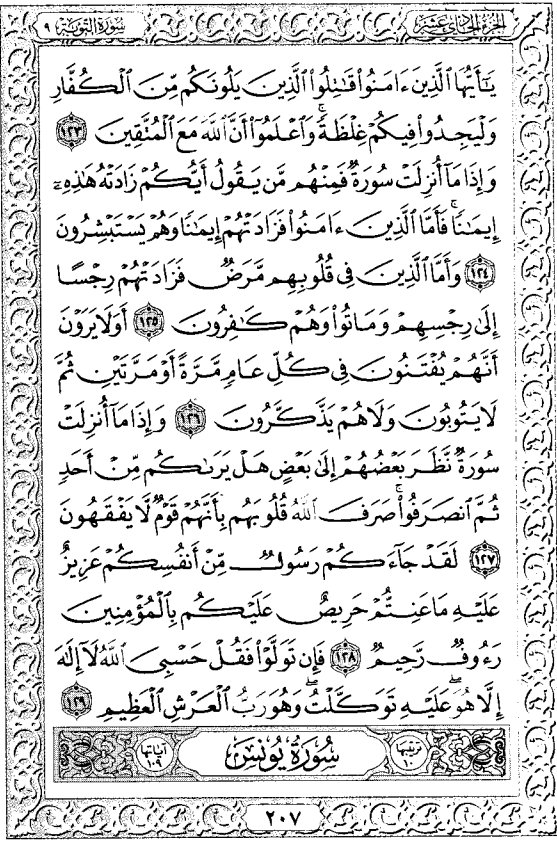 الجزء الحادي عشر
سورة التوبة ٩
يَٰٓأَيُّهَا ٱلَّذِينَ ءَامَنُوا۟ قَٰتِلُوا۟ ٱلَّذِينَ يَلُونَكُم مِّنَ ٱلْكُفَّارِ
وَلْيَجِدُوا۟ فِيكُمْ غِلْظَةً ۚ وَٱعْلَمُوٓا۟ أَنَّ ٱللَّهَ مَعَ ٱلْمُتَّقِينَ ١٢٣
وَإِذَا مَآ أُنزِلَتْ سُورَةٌ فَمِنْهُم مَّن يَقُولُ أَيُّكُمْ زَادَتْهُ هَٰذِهِۦٓ
إِيمَٰنًا ۚ فَأَمَّا ٱلَّذِينَ ءَامَنُوا۟ فَزَادَتْهُمْ إِيمَٰنًا وَهُمْ يَسْتَبْشِرُونَ
١٢٤ وَأَمَّا ٱلَّذِينَ فِى قُلُوبِهِم مَّرَضٌ فَزَادَتْهُمْ رِجْسًا
إِلَىٰ رِجْسِهِمْ وَمَاتُوا۟ وَهُمْ كَٰفِرُونَ ١٢٥ أَوَلَا يَرَوْنَ
أَنَّهُمْ يُفْتَنُونَ فِى كُلِّ عَامٍ مَّرَّةً أَوْ مَرَّتَيْنِ ثُمَّ
لَا يَتُوبُونَ وَلَا هُمْ يَذَّكَّرُونَ ١٢٦ وَإِذَا مَآ أُنزِلَتْ
سُورَةٌ نَّظَرَ بَعْضُهُمْ إِلَىٰ بَعْضٍ هَلْ يَرَىٰكُم مِّنْ أَحَدٍ
ثُمَّ ٱنصَرَفُوا۟ ۚ صَرَفَ ٱللَّهُ قُلُوبَهُم بِأَنَّهُمْ قَوْمٌ لَّا يَفْقَهُونَ
١٢٧ لَقَدْ جَآءَكُمْ رَسُولٌ مِّنْ أَنفُسِكُمْ عَزِيزٌ
عَلَيْهِ مَا عَنِتُّمْ حَرِيصٌ عَلَيْكُم بِٱلْمُؤْمِنِينَ
رَءُوفٌ رَّحِيمٌ ١٢٨ فَإِن تَوَلَّوْا۟ فَقُلْ حَسْبِىَ ٱللَّهُ لَآ إِلَٰهَ
إِلَّا هُوَ ۖ عَلَيْهِ تَوَكَّلْتُ ۖ وَهُوَ رَبُّ ٱلْعَرْشِ ٱلْعَظِيمِ ١٢٩
ترتيبها ١٠ سُورَةُ يُونُسَ آياتها ١٠٩
٢٠٧